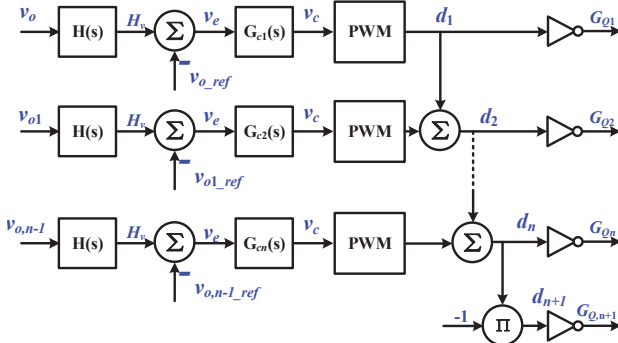 v_o H(s) H_v Σ v_e G_c1(s) v_c PWM d_1 G_Q1
− v_o_ref
v_o1 H(s) H_v Σ v_e G_c2(s) v_c PWM Σ d_2 G_Q2
− v_o1_ref
v_o,n-1 H(s) H_v Σ v_e G_cn(s) v_c PWM Σ d_n G_Qn
− v_o,n-1_ref
-1 Π d_n+1 G_Q,n+1